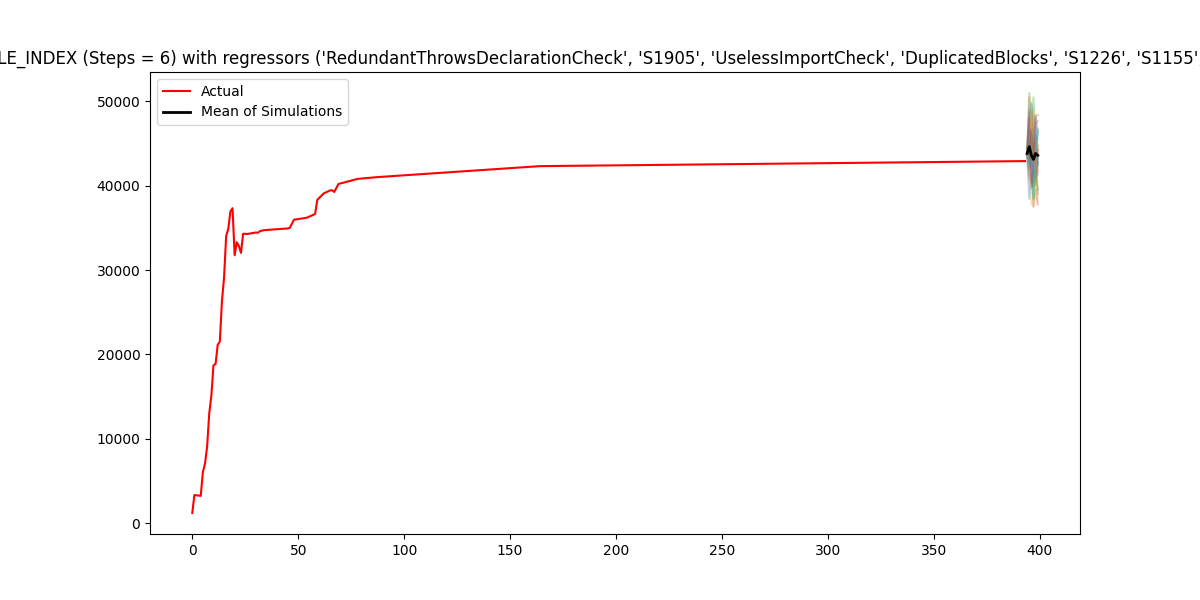 LE_INDEX (Steps = 6) with regressors ('RedundantThrowsDeclarationCheck', 'S1905', 'UselessImportCheck', 'DuplicatedBlocks', 'S1226', 'S1155',
Actual
Mean of Simulations
50000
40000
30000
20000
10000
0
0 50 100 150 200 250 300 350 400